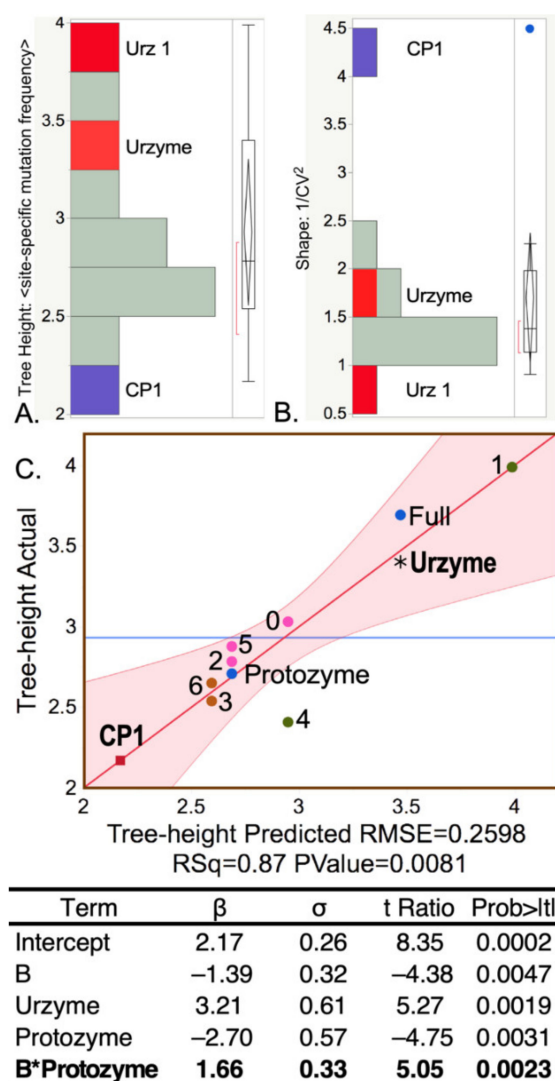 Tree Height: <site-specific mutation frequency>
4
3.5
3
2.5
2
Urz 1
Urzyme
CP1
A.
Shape: 1/CV²
4.5
4
3.5
3
2.5
2
1.5
1
0.5
CP1
Urzyme
Urz 1
B.
C.
Tree-height Actual
4
3.5
3
2.5
2
1
Full
*Urzyme
0
5
2
Protozyme
6
3
4
CP1
2 2.5 3 3.5 4
Tree-height Predicted RMSE=0.2598
RSq=0.87 PValue=0.0081
Term β σ t Ratio Prob>|t|
Intercept 2.17 0.26 8.35 0.0002
B −1.39 0.32 −4.38 0.0047
Urzyme 3.21 0.61 5.27 0.0019
Protozyme −2.70 0.57 −4.75 0.0031
B*Protozyme 1.66 0.33 5.05 0.0023